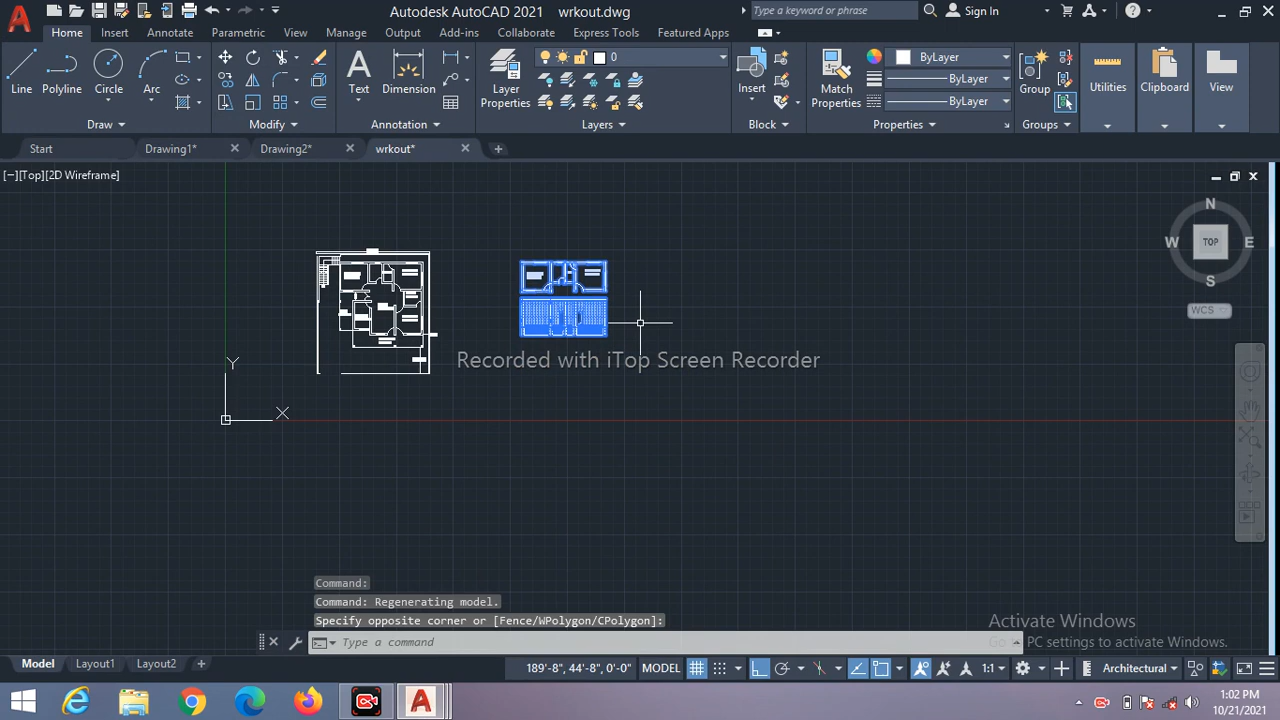 Autodesk AutoCAD 2021 wrkout.dwg
Type a keyword or phrase
Sign In
Home Insert Annotate Parametric View Manage Output Add-ins Collaborate Express Tools Featured Apps
Line
Polyline
Circle
Arc
Text
Dimension
Layer
Properties
0
Insert
Match
Properties
ByLayer
ByLayer
ByLayer
Group
Utilities
Clipboard
View
Draw Modify Annotation Layers Block Properties Groups
Start Drawing1* Drawing2* wrkout*
[−][Top][2D Wireframe]
N
W TOP E
S
WCS
Y
X
Recorded with iTop Screen Recorder
Command:
Command: Regenerating model.
Specify opposite corner or [Fence/WPolygon/CPolygon]:
Type a command
Activate Windows
Go to PC settings to activate Windows.
Model Layout1 Layout2
189'-8", 44'-8", 0'-0" MODEL 1:1 Architectural
1:02 PM
10/21/2021